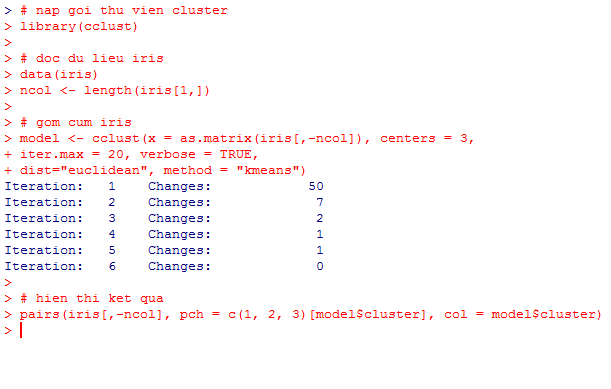 > # nap goi thu vien cluster
> library(cclust)
>
> # doc du lieu iris
> data(iris)
> ncol <- length(iris[1,])
>
> # gom cum iris
> model <- cclust(x = as.matrix(iris[,-ncol]), centers = 3,
+ iter.max = 20, verbose = TRUE,
+ dist="euclidean", method = "kmeans")
Iteration: 1 Changes: 50
Iteration: 2 Changes: 7
Iteration: 3 Changes: 2
Iteration: 4 Changes: 1
Iteration: 5 Changes: 1
Iteration: 6 Changes: 0
>
> # hien thi ket qua
> pairs(iris[,-ncol], pch = c(1, 2, 3)[model$cluster], col = model$cluster)
>